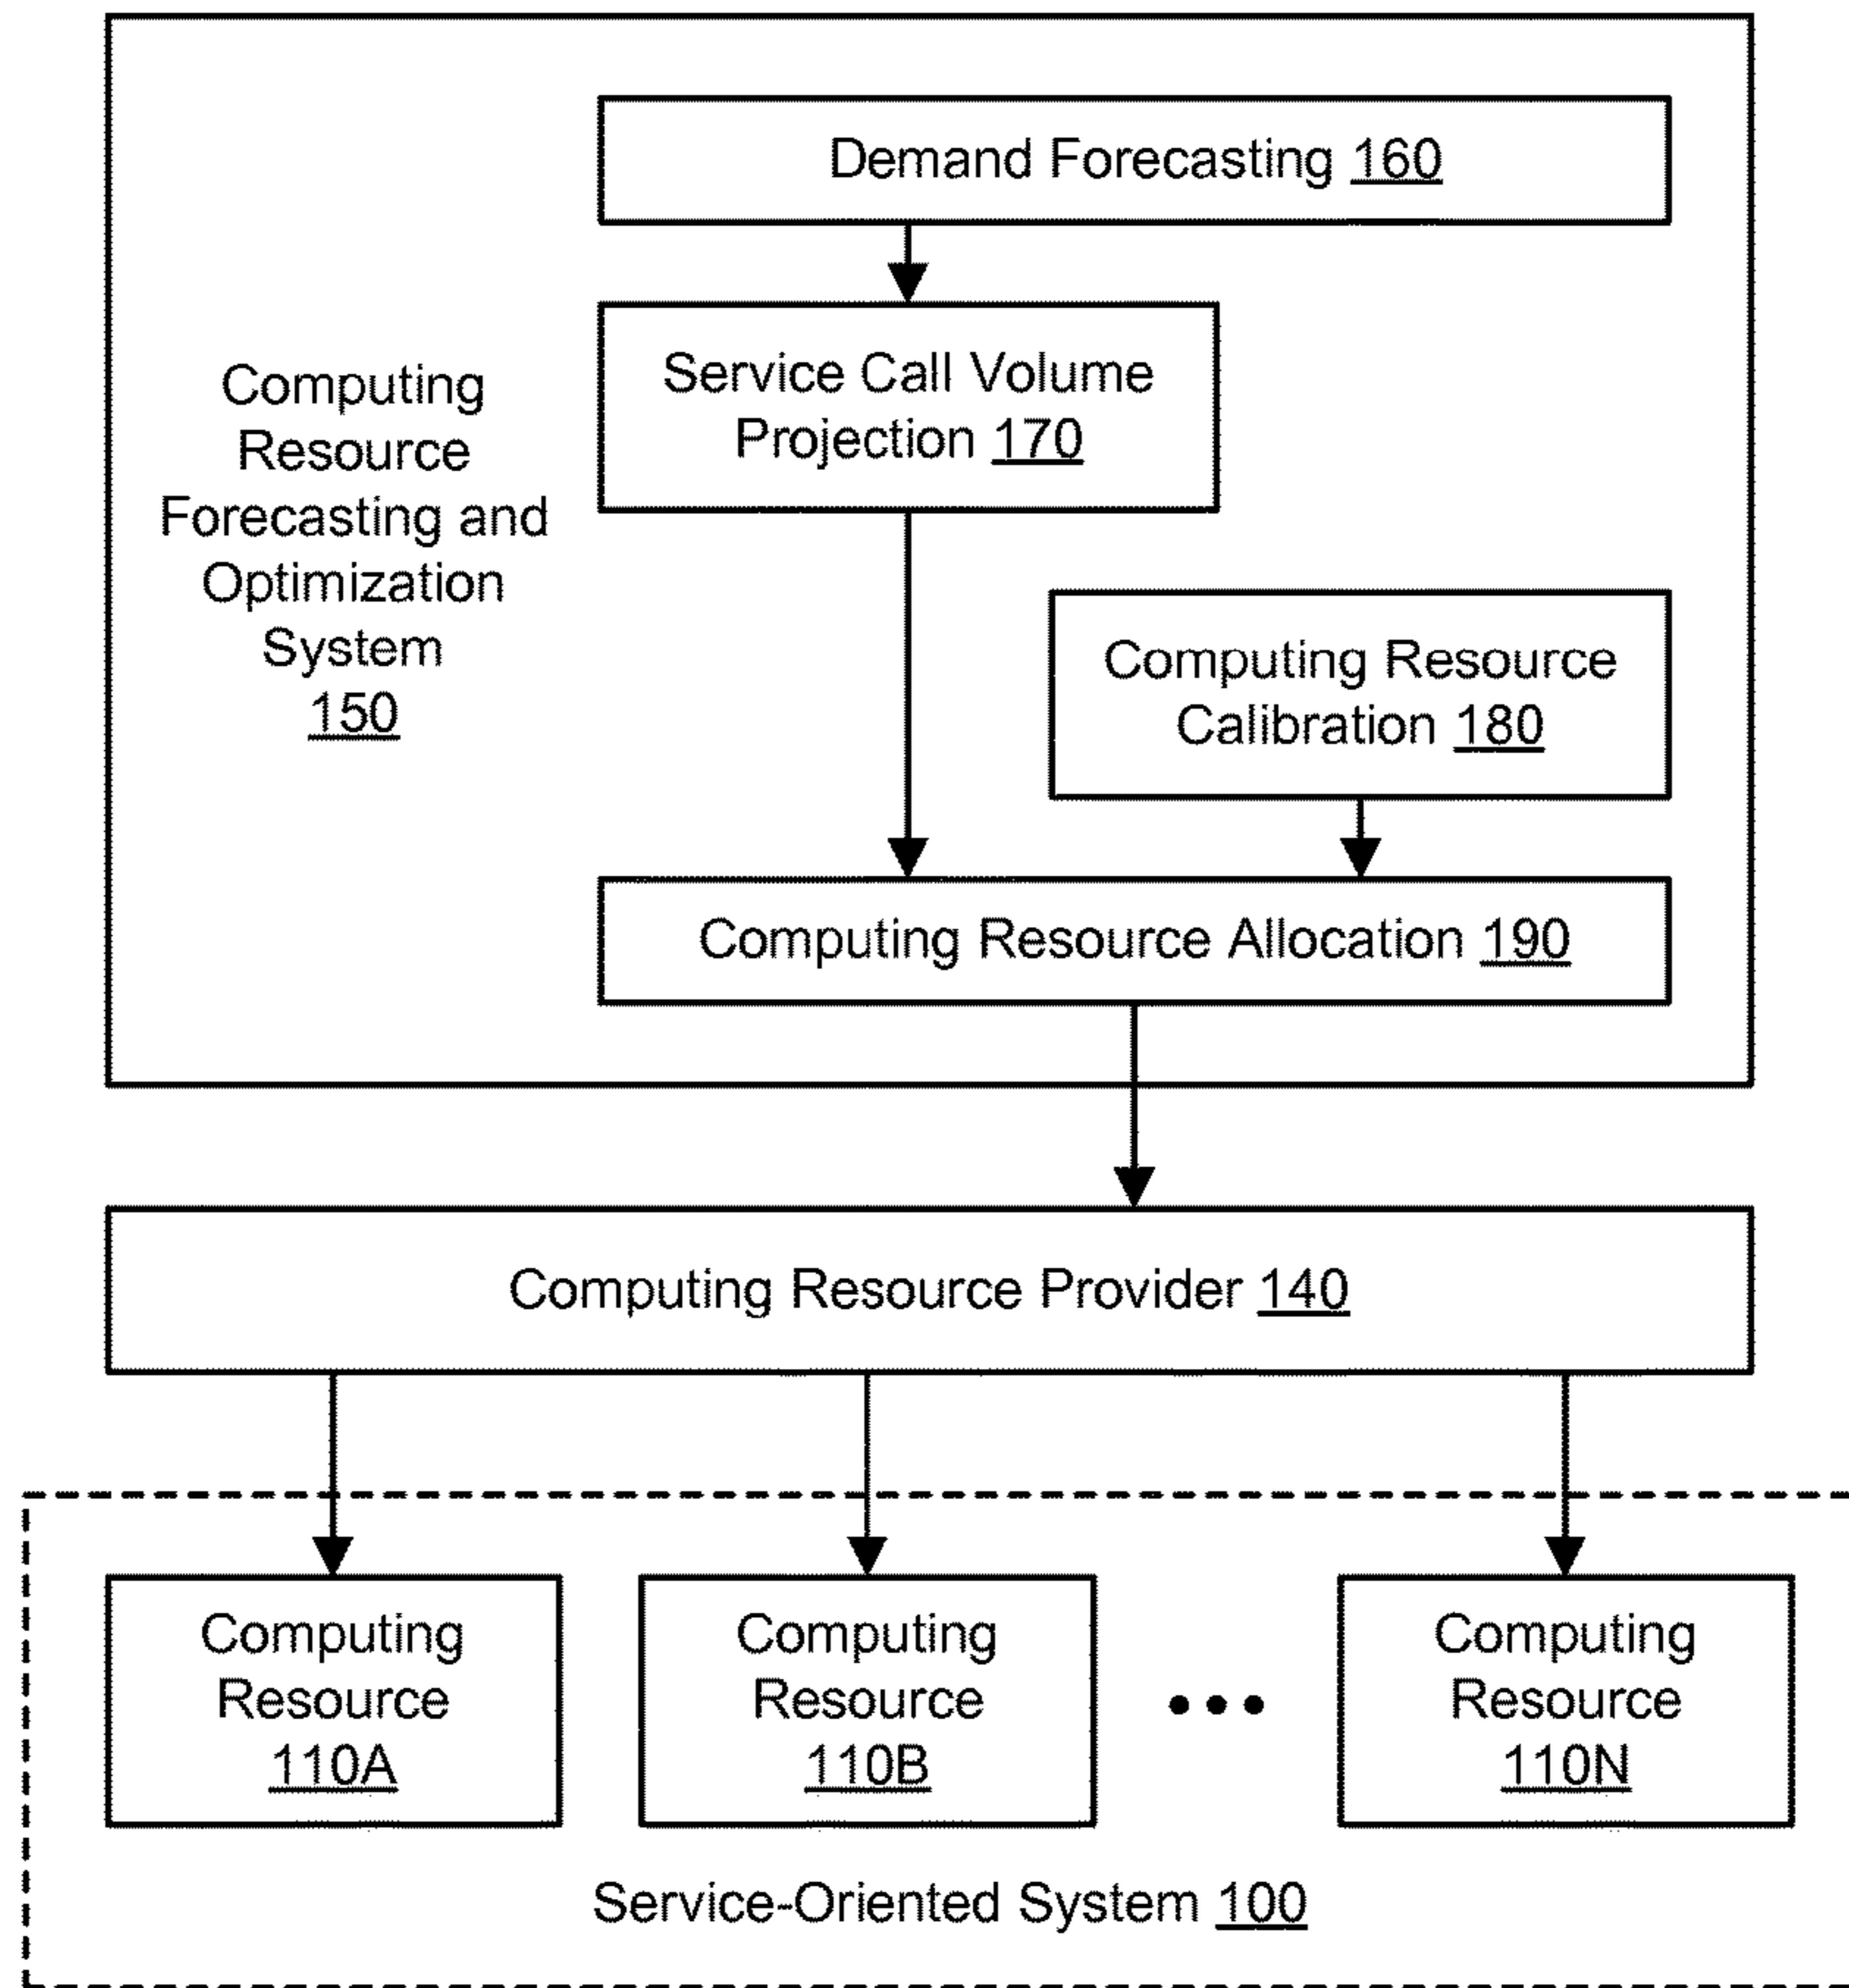 Demand Forecasting 160
Service Call Volume
Projection 170
Computing
Resource
Forecasting and
Optimization
System
150
Computing Resource
Calibration 180
Computing Resource Allocation 190
Computing Resource Provider 140
Computing
Resource
110A
Computing
Resource
110B
•••
Computing
Resource
110N
Service-Oriented System 100